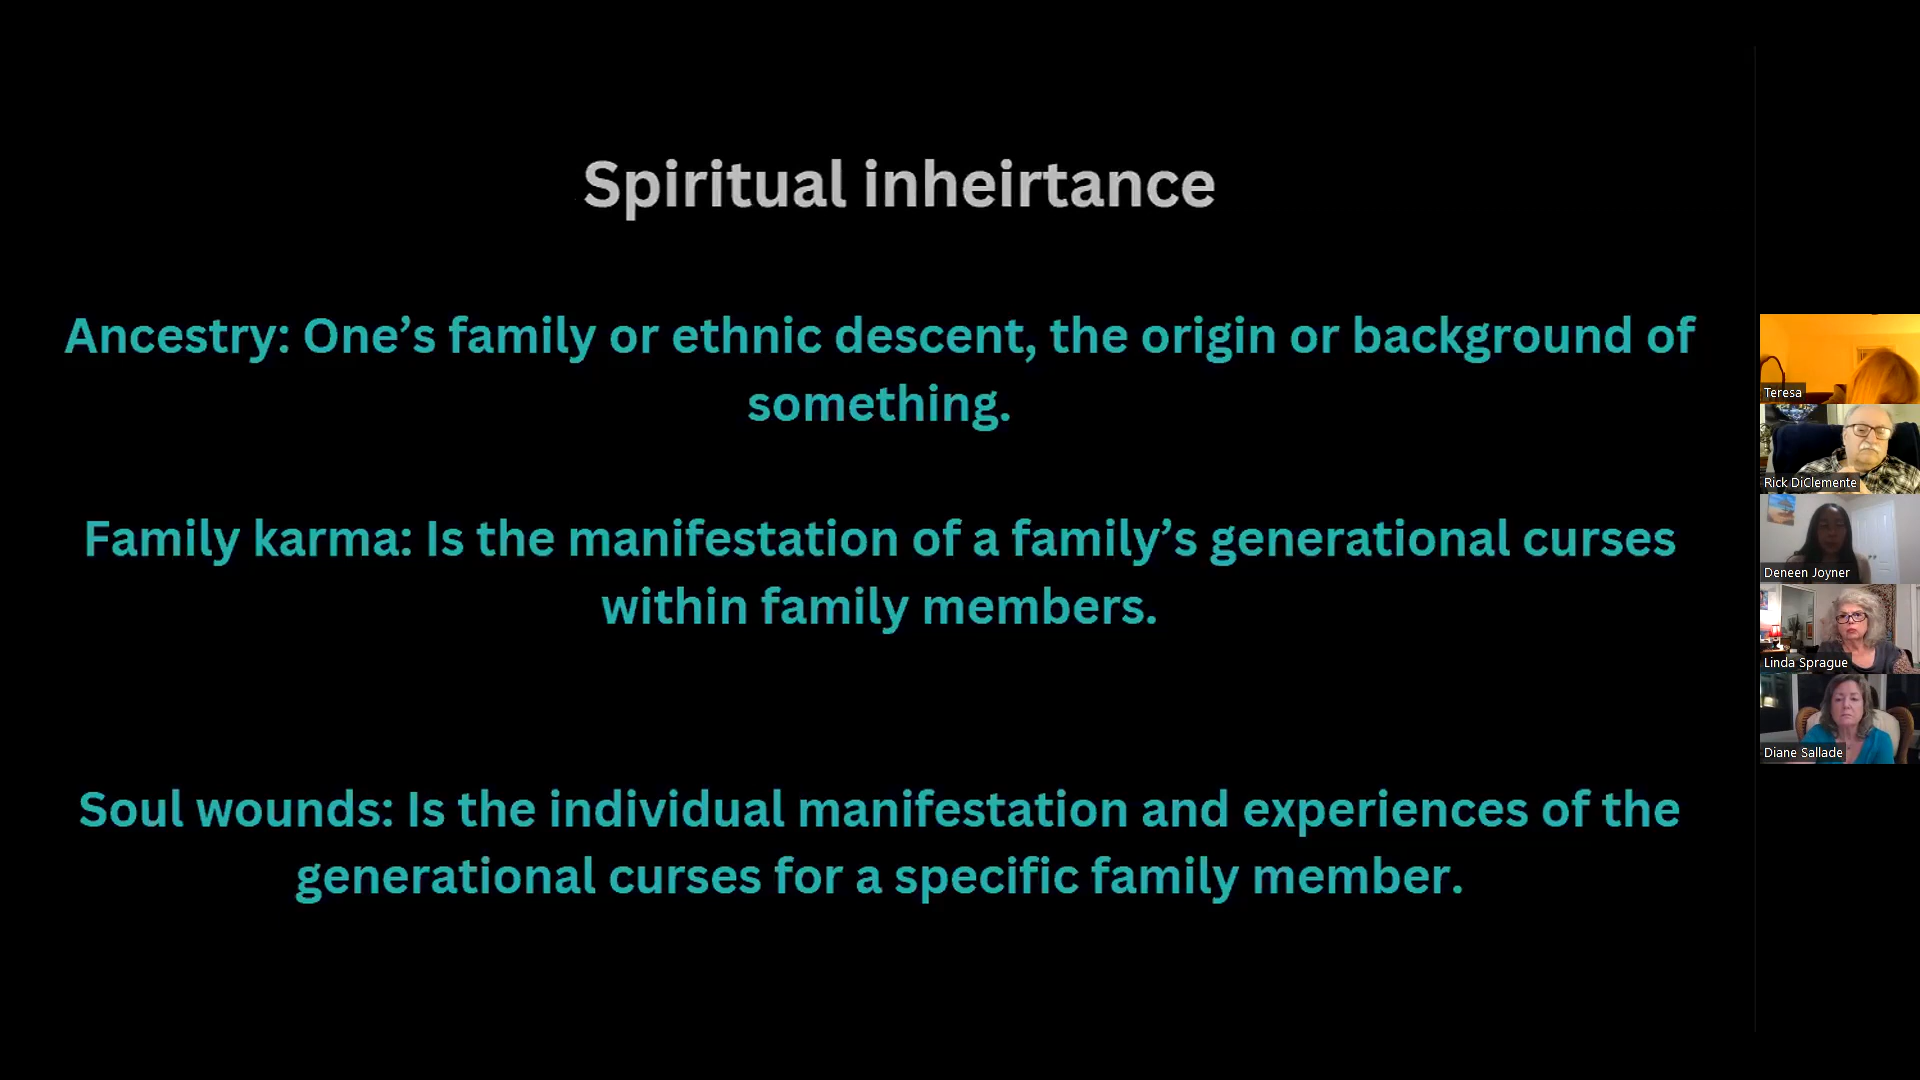 Spiritual inheirtance
Ancestry: One’s family or ethnic descent, the origin or background of
something.
Family karma: Is the manifestation of a family’s generational curses
within family members.
Soul wounds: Is the individual manifestation and experiences of the
generational curses for a specific family member.
Teresa
Rick DiClemente
Deneen Joyner
Linda Sprague
Diane Sallade